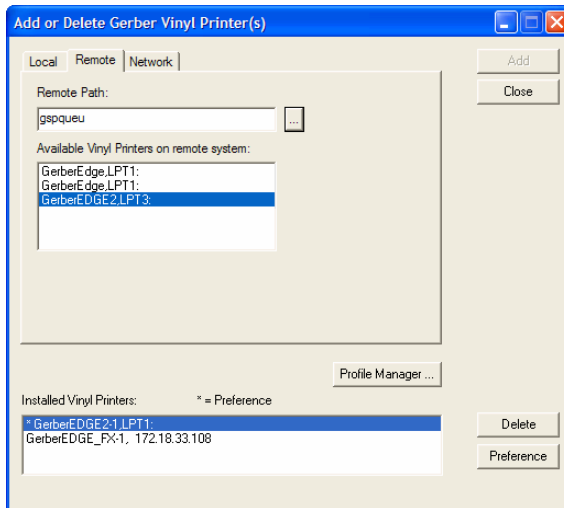 Add or Delete Gerber Vinyl Printer(s)
Local Remote Network
Add
Close
Remote Path:
gspqueu
...
Available Vinyl Printers on remote system:
GerberEdge,LPT1:
GerberEdge,LPT1:
GerberEDGE2,LPT3:
Profile Manager ...
Installed Vinyl Printers: * = Preference
* GerberEDGE2-1,LPT1:
GerberEDGE_FX-1, 172.18.33.108
Delete
Preference